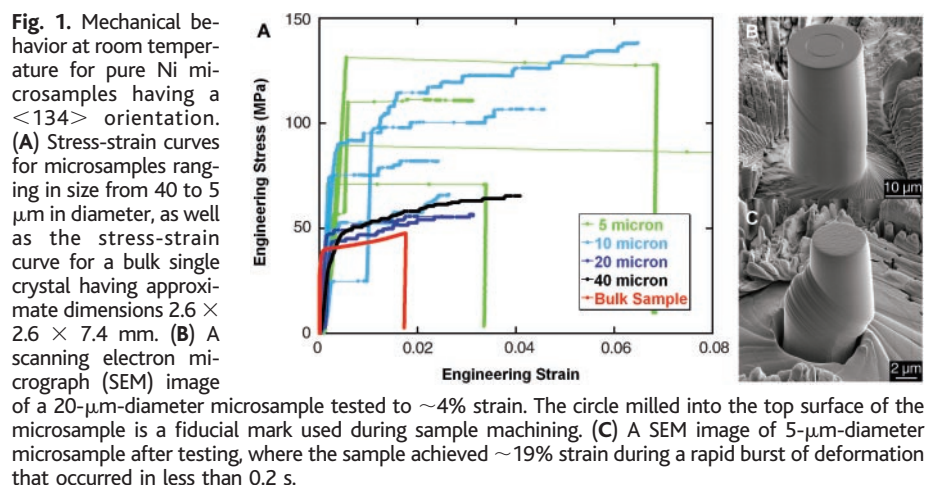 Fig. 1. Mechanical be-
havior at room temper-
ature for pure Ni mi-
crosamples having a
<134> orientation.
(A) Stress-strain curves
for microsamples rang-
ing in size from 40 to 5
μm in diameter, as well
as the stress-strain
curve for a bulk single
crystal having approxi-
mate dimensions 2.6 ×
2.6 × 7.4 mm. (B) A
scanning electron mi-
crograph (SEM) image
of a 20-μm-diameter microsample tested to ~4% strain. The circle milled into the top surface of the
microsample is a fiducial mark used during sample machining. (C) A SEM image of 5-μm-diameter
microsample after testing, where the sample achieved ~19% strain during a rapid burst of deformation
that occurred in less than 0.2 s.
A
150
100
50
0
Engineering Stress (MPa)
0
0.02
0.04
0.06
0.08
Engineering Strain
5 micron
10 micron
20 micron
40 micron
Bulk Sample
B
10 μm
C
2 μm